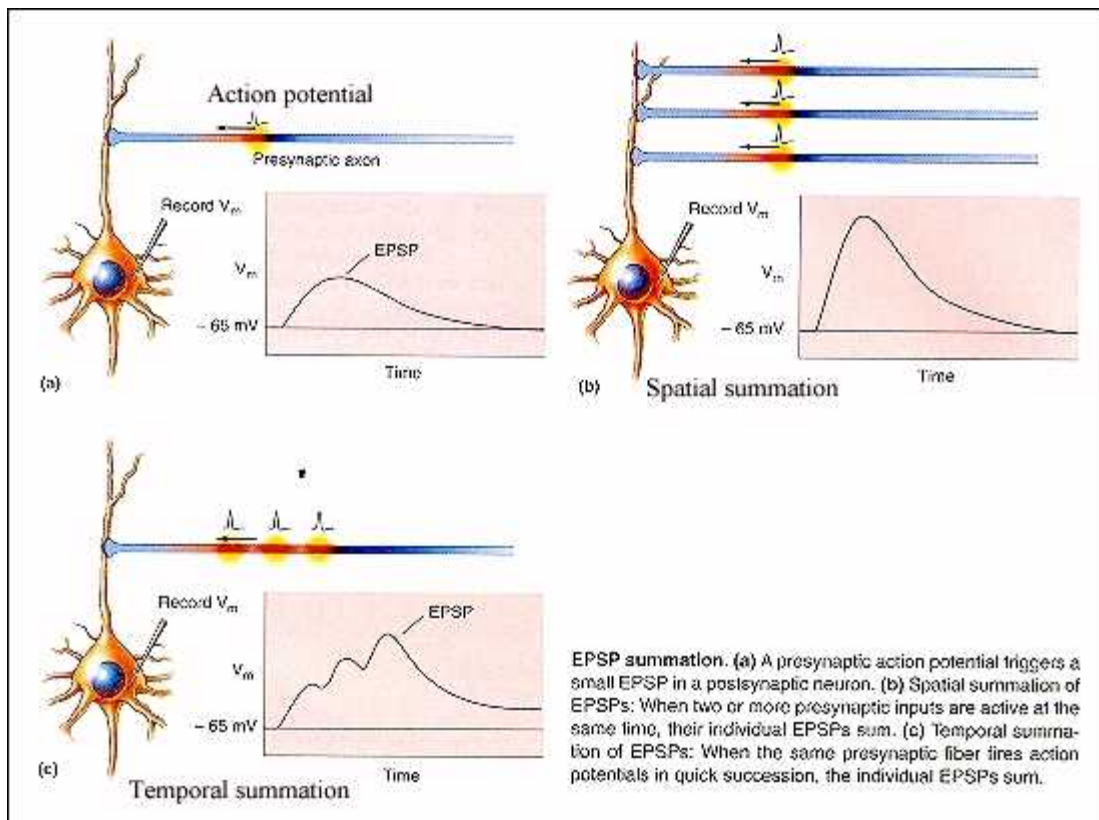 Action potential
Presynaptic axon
Record Vm
EPSP
Vm
– 65 mV
Time
(a)
Record Vm
Vm
– 65 mV
Time
(b)
Spatial summation
Record Vm
EPSP
Vm
– 65 mV
Time
(c)
Temporal summation
EPSP summation. (a) A presynaptic action potential triggers a
small EPSP in a postsynaptic neuron. (b) Spatial summation of
EPSPs: When two or more presynaptic inputs are active at the
same time, their individual EPSPs sum. (c) Temporal summa-
tion of EPSPs: When the same presynaptic fiber fires action
potentials in quick succession, the individual EPSPs sum.